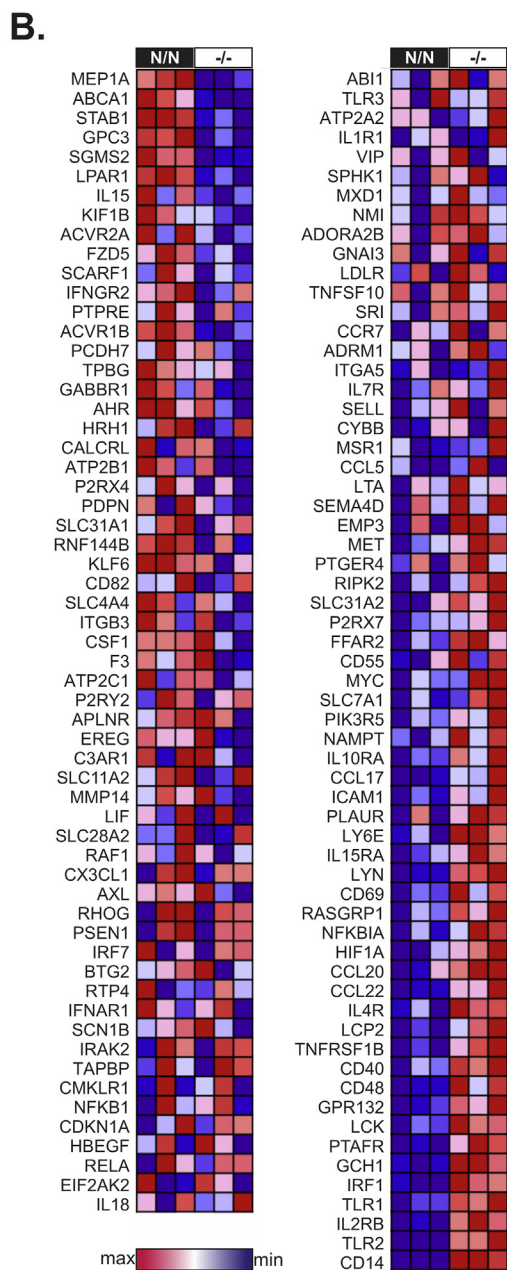 B.
N/N -/-
MEP1A
ABCA1
STAB1
GPC3
SGMS2
LPAR1
IL15
KIF1B
ACVR2A
FZD5
SCARF1
IFNGR2
PTPRE
ACVR1B
PCDH7
TPBG
GABBR1
AHR
HRH1
CALCRL
ATP2B1
P2RX4
PDPN
SLC31A1
RNF144B
KLF6
CD82
SLC4A4
ITGB3
CSF1
F3
ATP2C1
P2RY2
APLNR
EREG
C3AR1
SLC11A2
MMP14
LIF
SLC28A2
RAF1
CX3CL1
AXL
RHOG
PSEN1
IRF7
BTG2
RTP4
IFNAR1
SCN1B
IRAK2
TAPBP
CMKLR1
NFKB1
CDKN1A
HBEGF
RELA
EIF2AK2
IL18
max min
N/N -/-
ABI1
TLR3
ATP2A2
IL1R1
VIP
SPHK1
MXD1
NMI
ADORA2B
GNAI3
LDLR
TNFSF10
SRI
CCR7
ADRM1
ITGA5
IL7R
SELL
CYBB
MSR1
CCL5
LTA
SEMA4D
EMP3
MET
PTGER4
RIPK2
SLC31A2
P2RX7
FFAR2
CD55
MYC
SLC7A1
PIK3R5
NAMPT
IL10RA
CCL17
ICAM1
PLAUR
LY6E
IL15RA
LYN
CD69
RASGRP1
NFKBIA
HIF1A
CCL20
CCL22
IL4R
LCP2
TNFRSF1B
CD40
CD48
GPR132
LCK
PTAFR
GCH1
IRF1
TLR1
IL2RB
TLR2
CD14